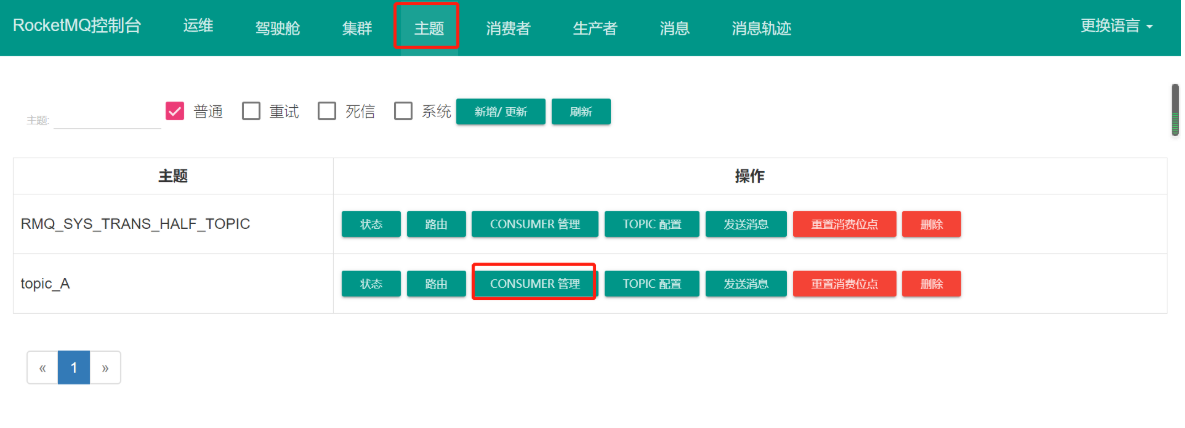 RocketMQ控制台 运维 驾驶舱 集群 主题 消费者 生产者 消息 消息轨迹 更换语言
主题: 普通 重试 死信 系统 新增/ 更新 刷新
主题 操作
RMQ_SYS_TRANS_HALF_TOPIC 状态 路由 CONSUMER 管理 TOPIC 配置 发送消息 重置消费位点 删除
topic_A 状态 路由 CONSUMER 管理 TOPIC 配置 发送消息 重置消费位点 删除
« 1 »